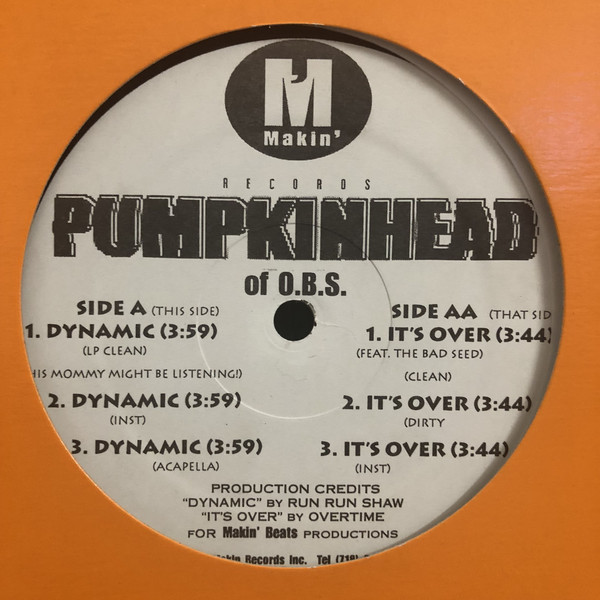 M
Makin'
RECORDS
PUMPKINHEAD
of O.B.S.
SIDE A (THIS SIDE)
1. DYNAMIC (3:59)
(LP CLEAN)
HIS MOMMY MIGHT BE LISTENING!)
2. DYNAMIC (3:59)
(INST)
3. DYNAMIC (3:59)
(ACAPELLA)
SIDE AA (THAT SID
1. IT'S OVER (3:44)
(FEAT. THE BAD SEED)
(CLEAN)
2. IT'S OVER (3:44)
(DIRTY
3. IT'S OVER (3:44)
(INST)
PRODUCTION CREDITS
"DYNAMIC" BY RUN RUN SHAW
"IT'S OVER" BY OVERTIME
FOR Makin' Beats PRODUCTIONS
Records Inc. Tel (718)